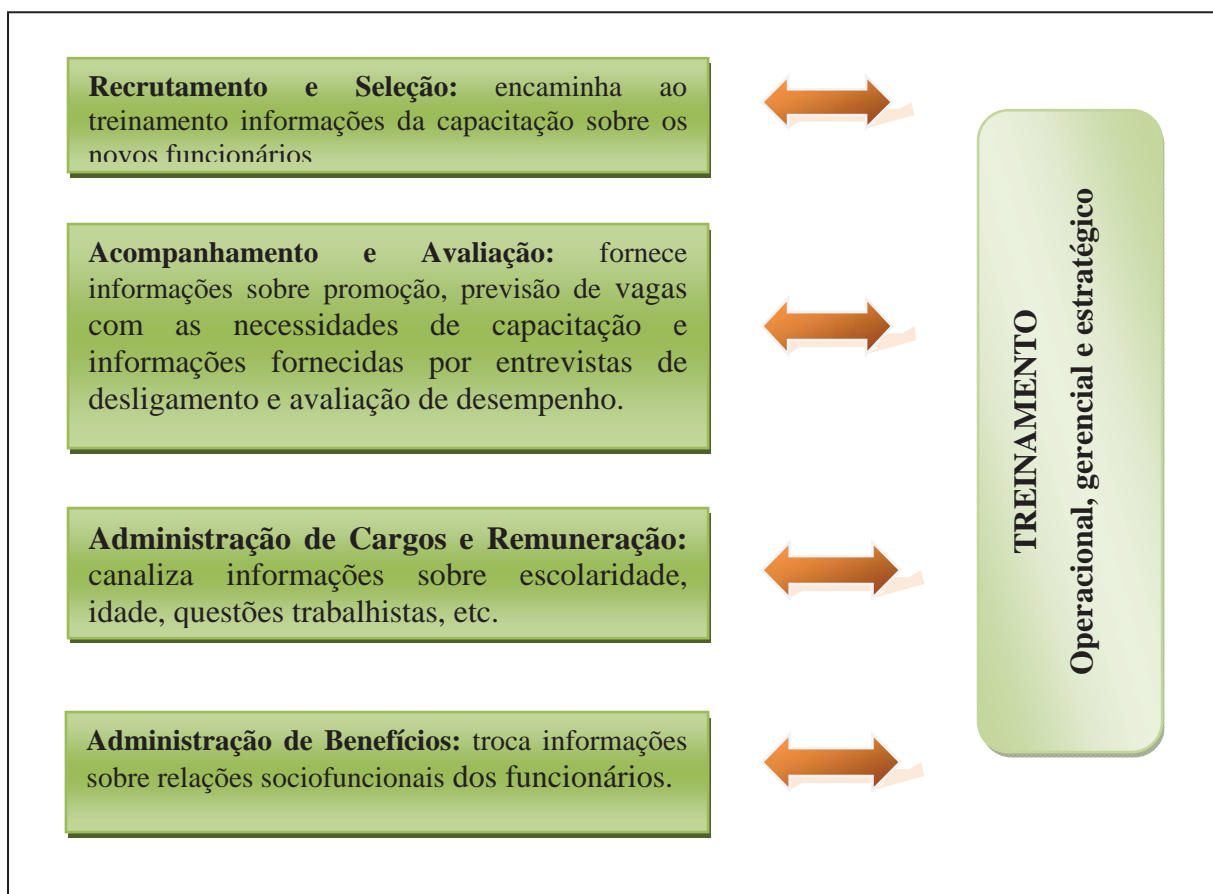 Recrutamento e Seleção: encaminha ao
treinamento informações da capacitação sobre os
novos funcionários
Acompanhamento e Avaliação: fornece
informações sobre promoção, previsão de vagas
com as necessidades de capacitação e
informações fornecidas por entrevistas de
desligamento e avaliação de desempenho.
Administração de Cargos e Remuneração:
canaliza informações sobre escolaridade,
idade, questões trabalhistas, etc.
Administração de Benefícios: troca informações
sobre relações sociofuncionais dos funcionários.
TREINAMENTO
Operacional, gerencial e estratégico